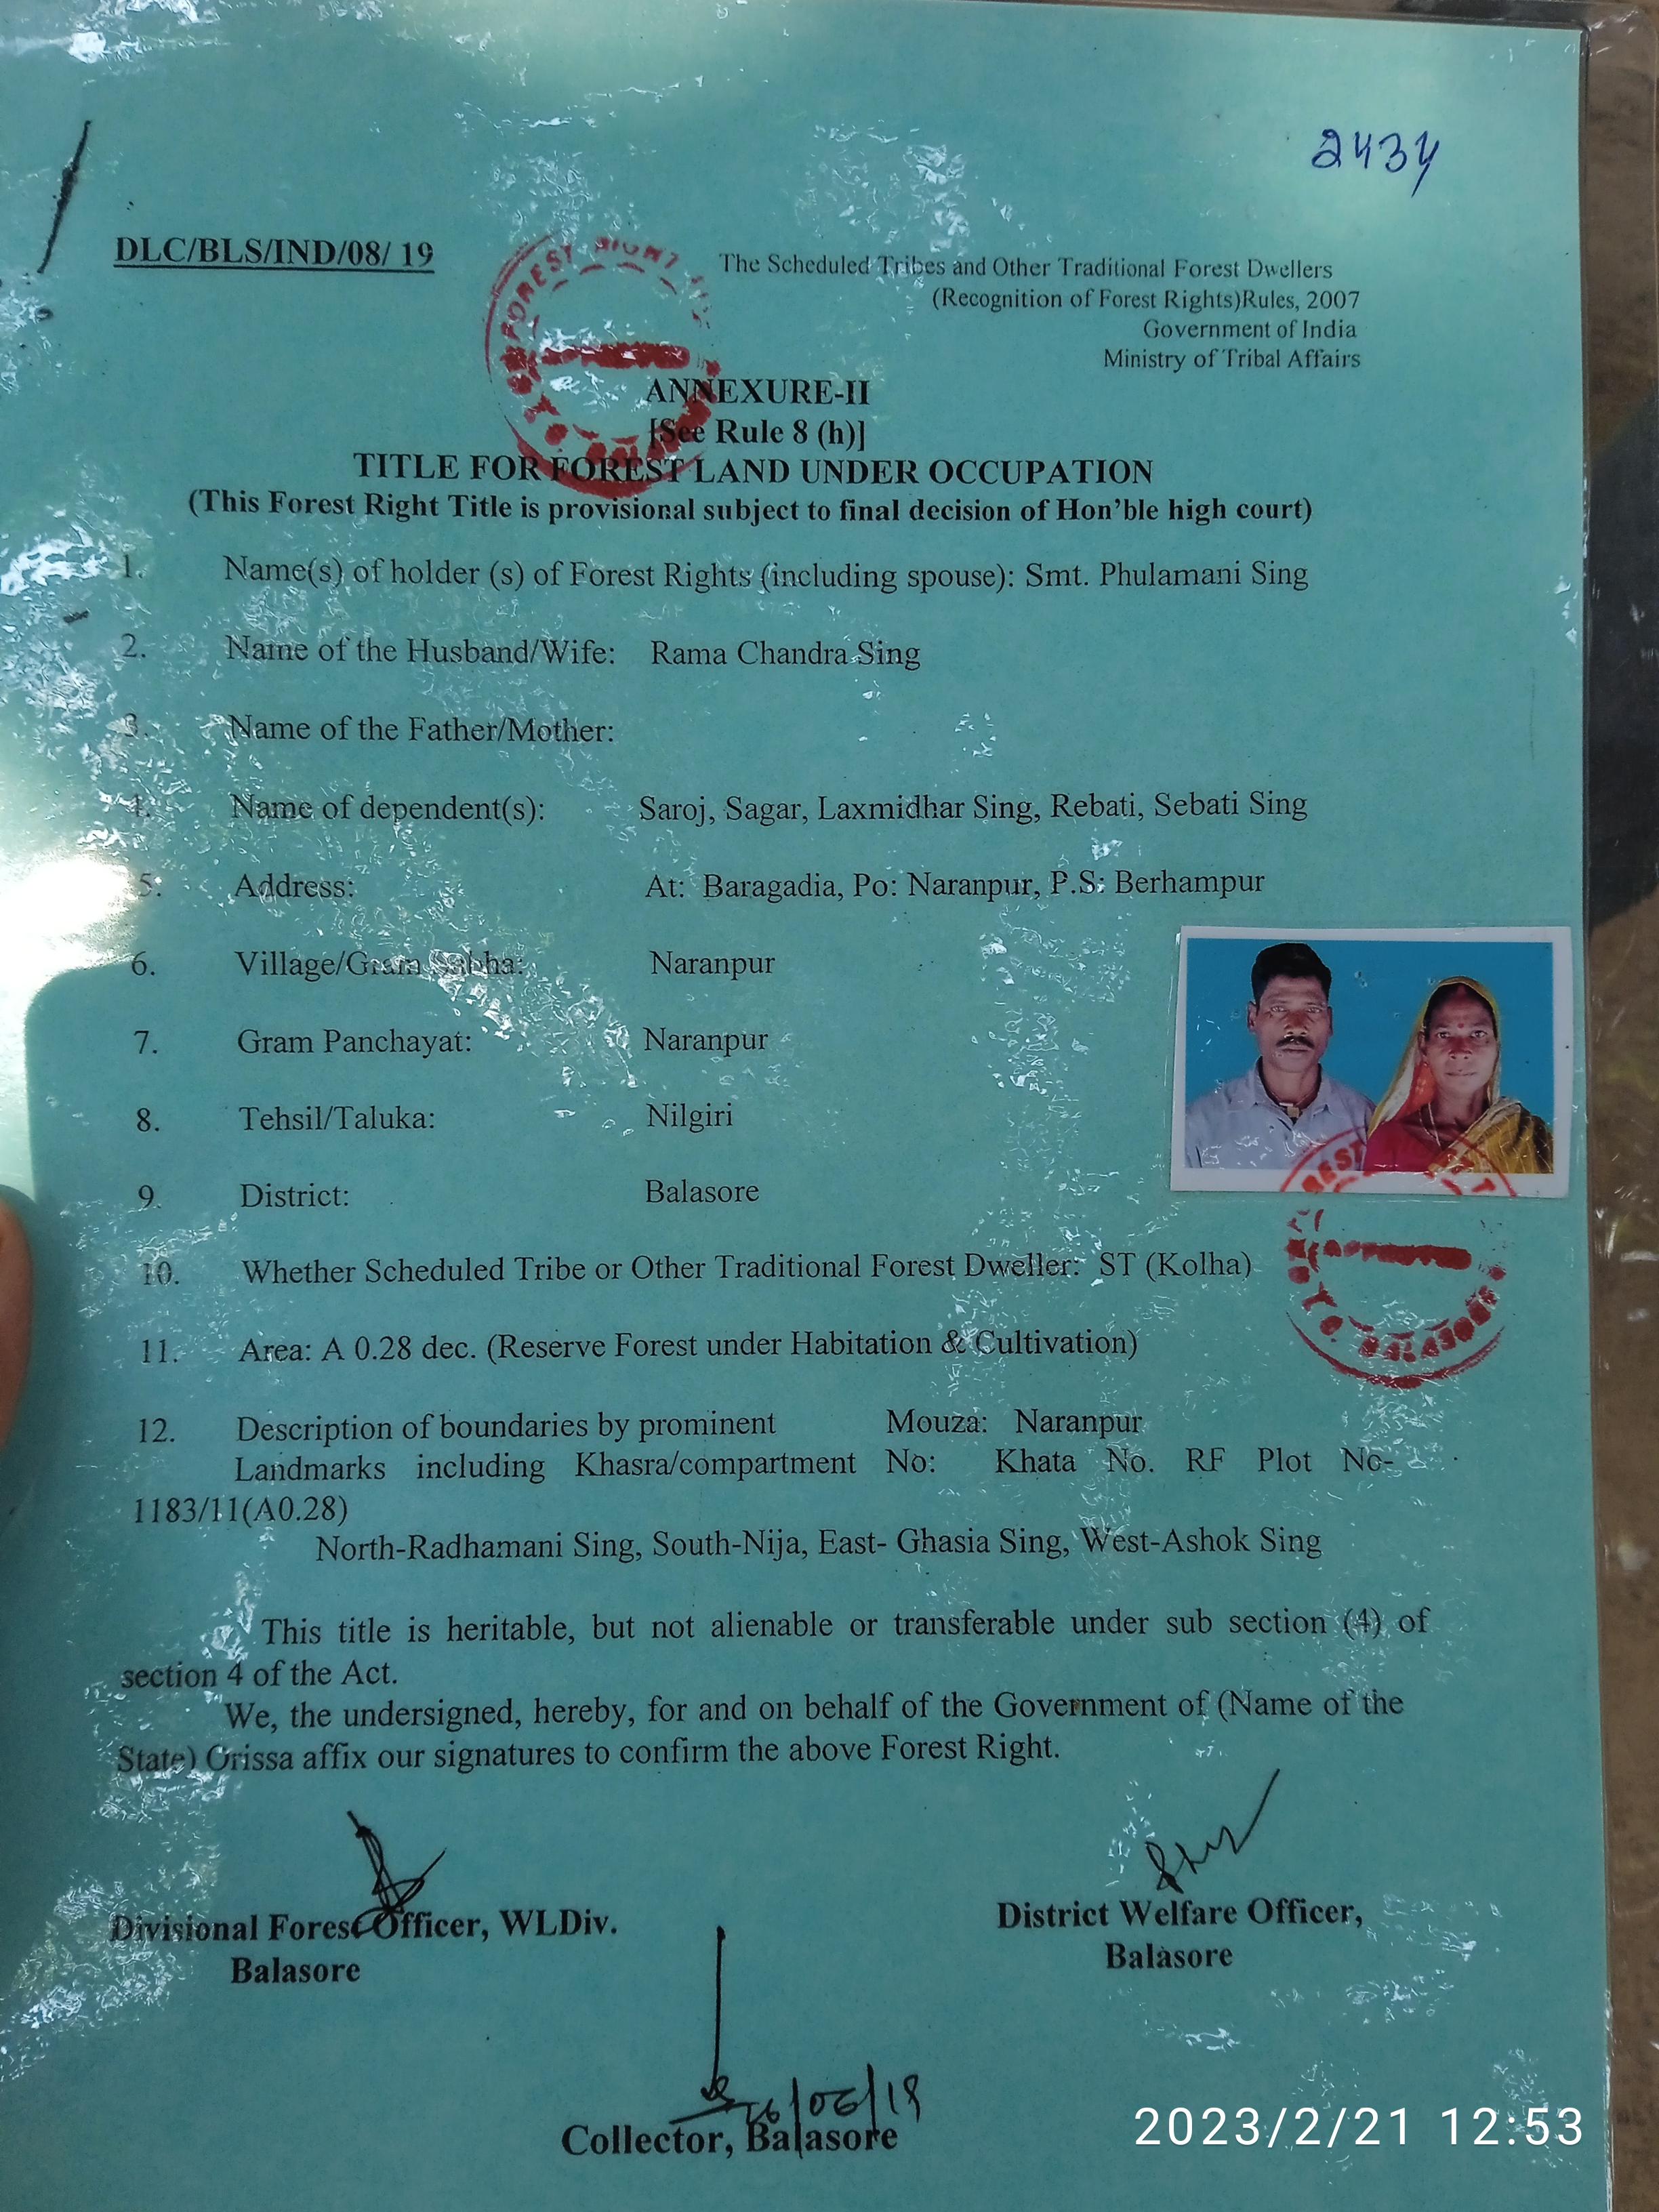 2434
DLC/BLS/IND/08/ 19
The Scheduled Tribes and Other Traditional Forest Dwellers
(Recognition of Forest Rights)Rules, 2007
Government of India
Ministry of Tribal Affairs
FOREST RIGHT
ANNEXURE-II
[See Rule 8 (h)]
TITLE FOR FOREST LAND UNDER OCCUPATION
(This Forest Right Title is provisional subject to final decision of Hon'ble high court)
1. Name(s) of holder (s) of Forest Rights (including spouse): Smt. Phulamani Sing
2. Name of the Husband/Wife: Rama Chandra Sing
3. Name of the Father/Mother:
4. Name of dependent(s): Saroj, Sagar, Laxmidhar Sing, Rebati, Sebati Sing
5. Address: At: Baragadia, Po: Naranpur, P.S: Berhampur
6. Village/Gram Sabha: Naranpur
7. Gram Panchayat: Naranpur
8. Tehsil/Taluka: Nilgiri
9. District: Balasore
10. Whether Scheduled Tribe or Other Traditional Forest Dweller: ST (Kolha)
BALASORE
11. Area: A 0.28 dec. (Reserve Forest under Habitation & Cultivation)
12. Description of boundaries by prominent Mouza: Naranpur
Landmarks including Khasra/compartment No: Khata No. RF Plot No-
1183/11(A0.28)
North-Radhamani Sing, South-Nija, East- Ghasia Sing, West-Ashok Sing
This title is heritable, but not alienable or transferable under sub section (4) of
section 4 of the Act.
We, the undersigned, hereby, for and on behalf of the Government of (Name of the
State) Orissa affix our signatures to confirm the above Forest Right.
Divisional Forest Officer, WLDiv.
Balasore
District Welfare Officer,
Balasore
/06/19
Collector, Balasore
2023/2/21 12:53